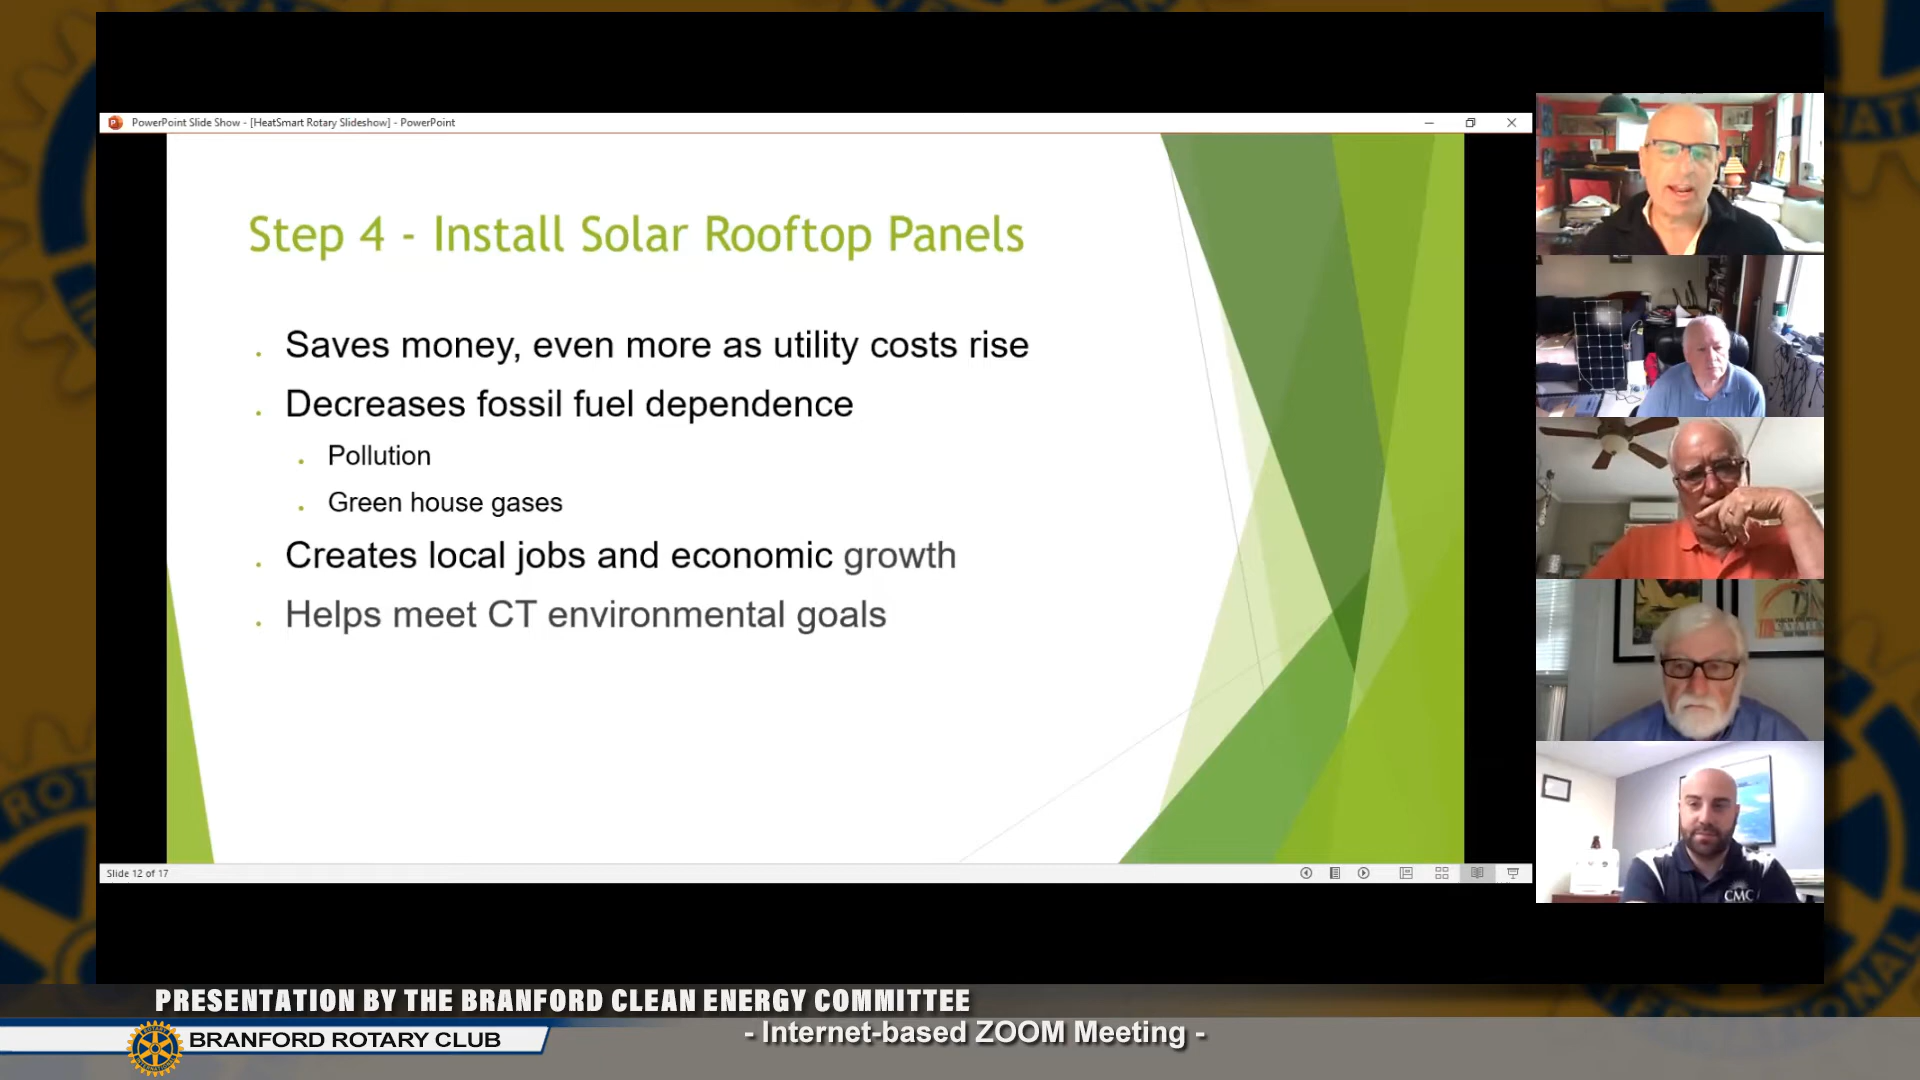 PowerPoint Slide Show - [HeatSmart Rotary Slideshow] - PowerPoint
Step 4 - Install Solar Rooftop Panels
Saves money, even more as utility costs rise
Decreases fossil fuel dependence
Pollution
Green house gases
Creates local jobs and economic growth
Helps meet CT environmental goals
Slide 12 of 17
CMC
PRESENTATION BY THE BRANFORD CLEAN ENERGY COMMITTEE
- Internet-based ZOOM Meeting -
BRANFORD ROTARY CLUB